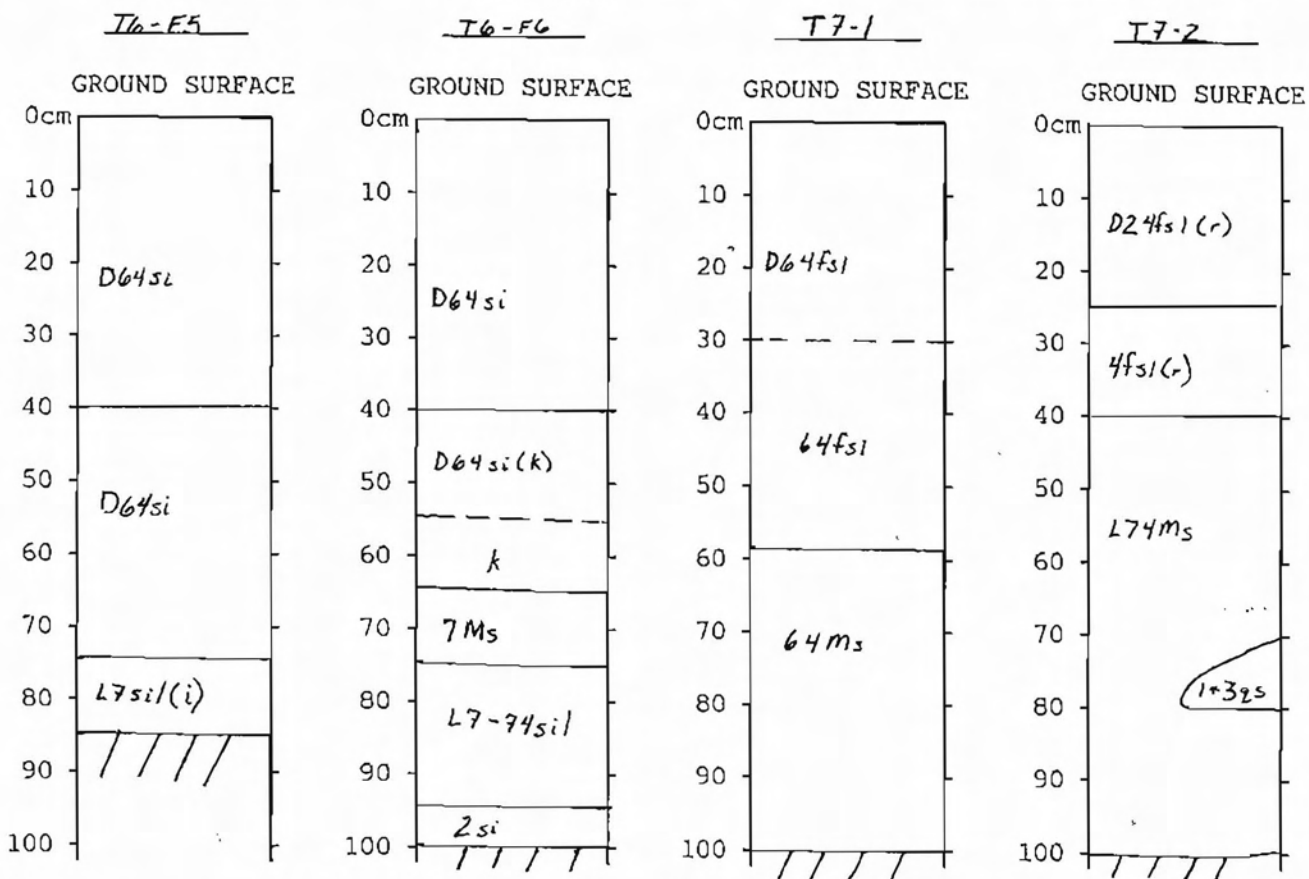 T6-F5
GROUND SURFACE
0cm
10
20
30
40
50
60
70
80
90
100
D64si
D64si
L7sil(i)
T6-F6
GROUND SURFACE
0cm
10
20
30
40
50
60
70
80
90
100
D64si
D64si(k)
k
7Ms
L7-74sil
2si
T7-1
GROUND SURFACE
0cm
10
20
30
40
50
60
70
80
90
100
D64fsl
64fsl
64Ms
T7-2
GROUND SURFACE
0cm
10
20
30
40
50
60
70
80
90
100
D24fsl(r)
4fsl(r)
L74Ms
1+3gs